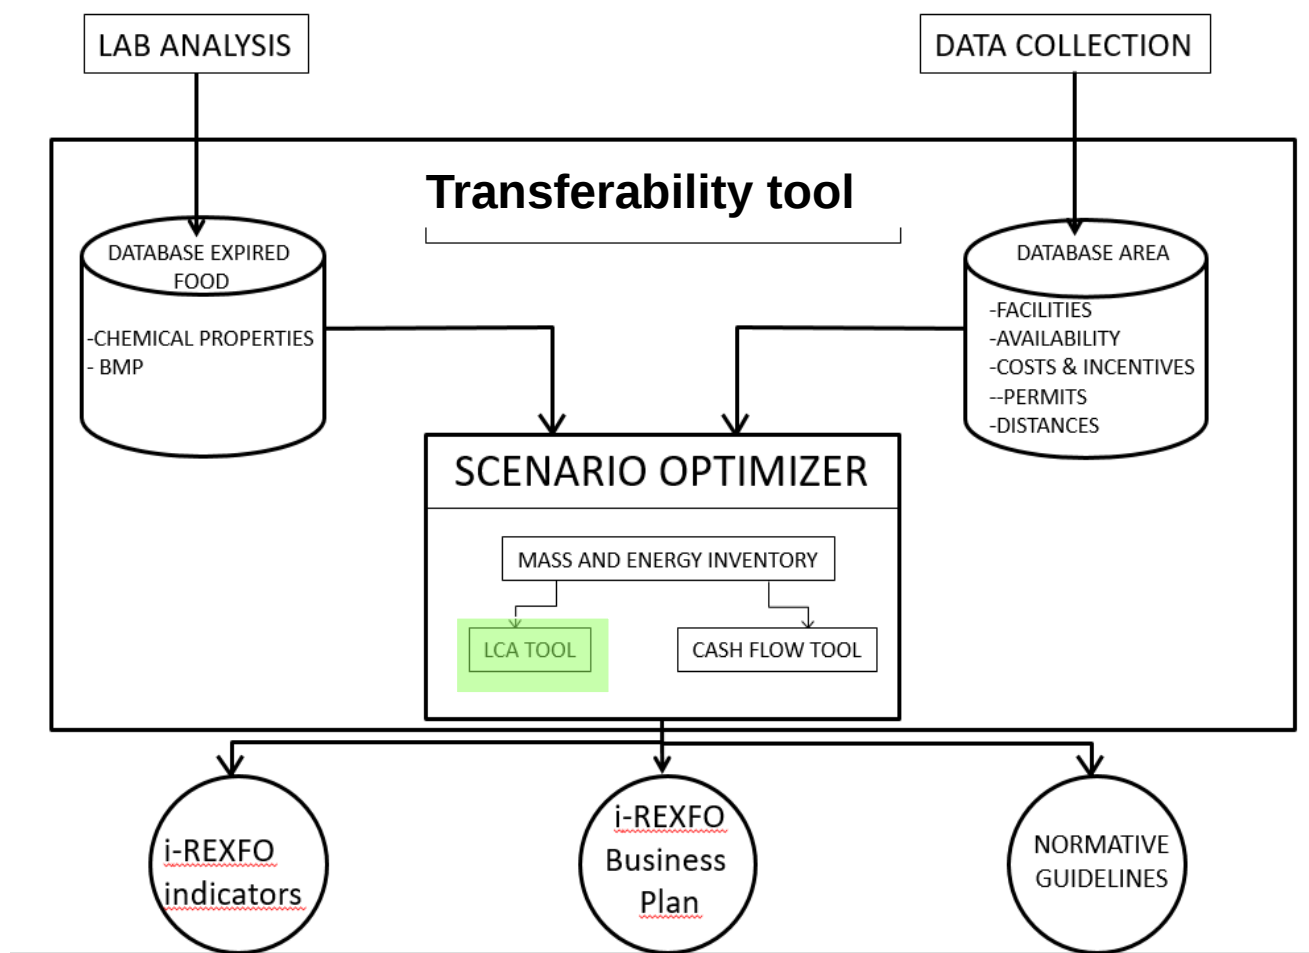 LAB ANALYSIS
DATA COLLECTION
Transferability tool
DATABASE EXPIRED
FOOD
-CHEMICAL PROPERTIES
- BMP
DATABASE AREA
-FACILITIES
-AVAILABILITY
-COSTS & INCENTIVES
--PERMITS
-DISTANCES
SCENARIO OPTIMIZER
MASS AND ENERGY INVENTORY
LCA TOOL
CASH FLOW TOOL
i-REXFO
indicators
i-REXFO
Business
Plan
NORMATIVE
GUIDELINES